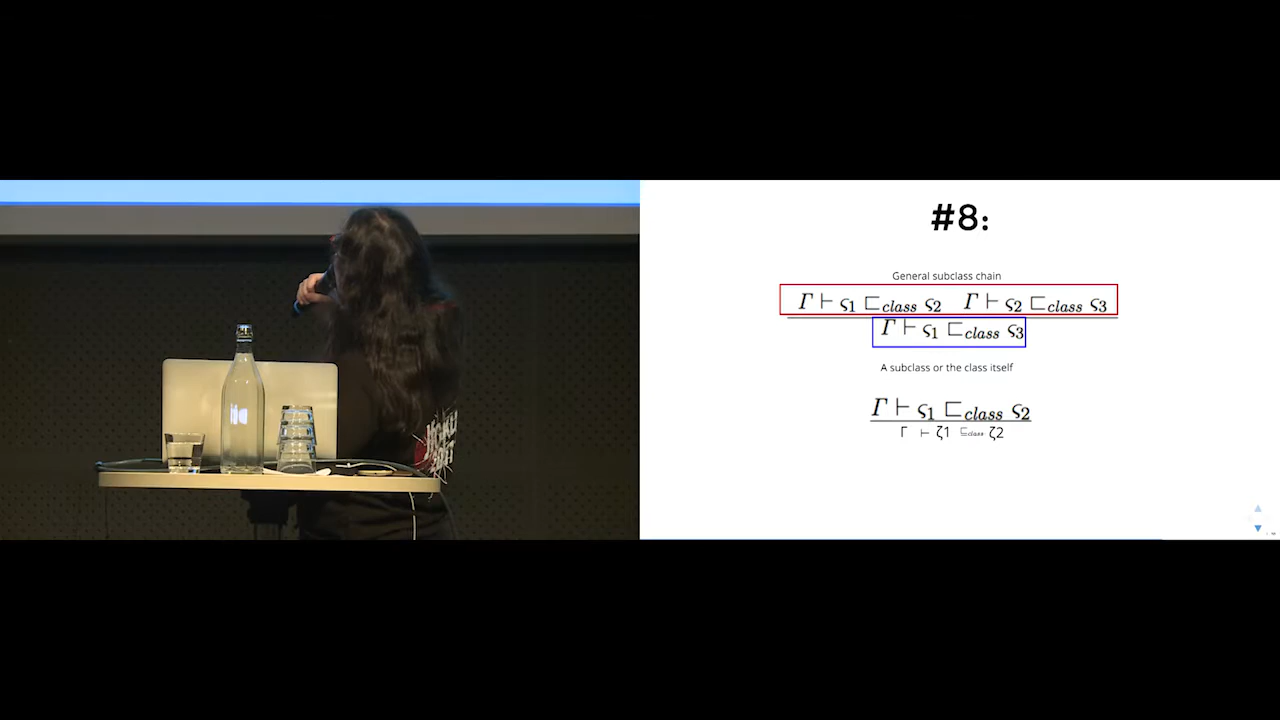 #8:
General subclass chain
Γ ⊢ ς₁ ⊏class ς₂ Γ ⊢ ς₂ ⊏class ς₃
Γ ⊢ ς₁ ⊏class ς₃
A subclass or the class itself
Γ ⊢ ς₁ ⊏class ς₂
Γ ⊢ ζ1 ⊑class ζ2